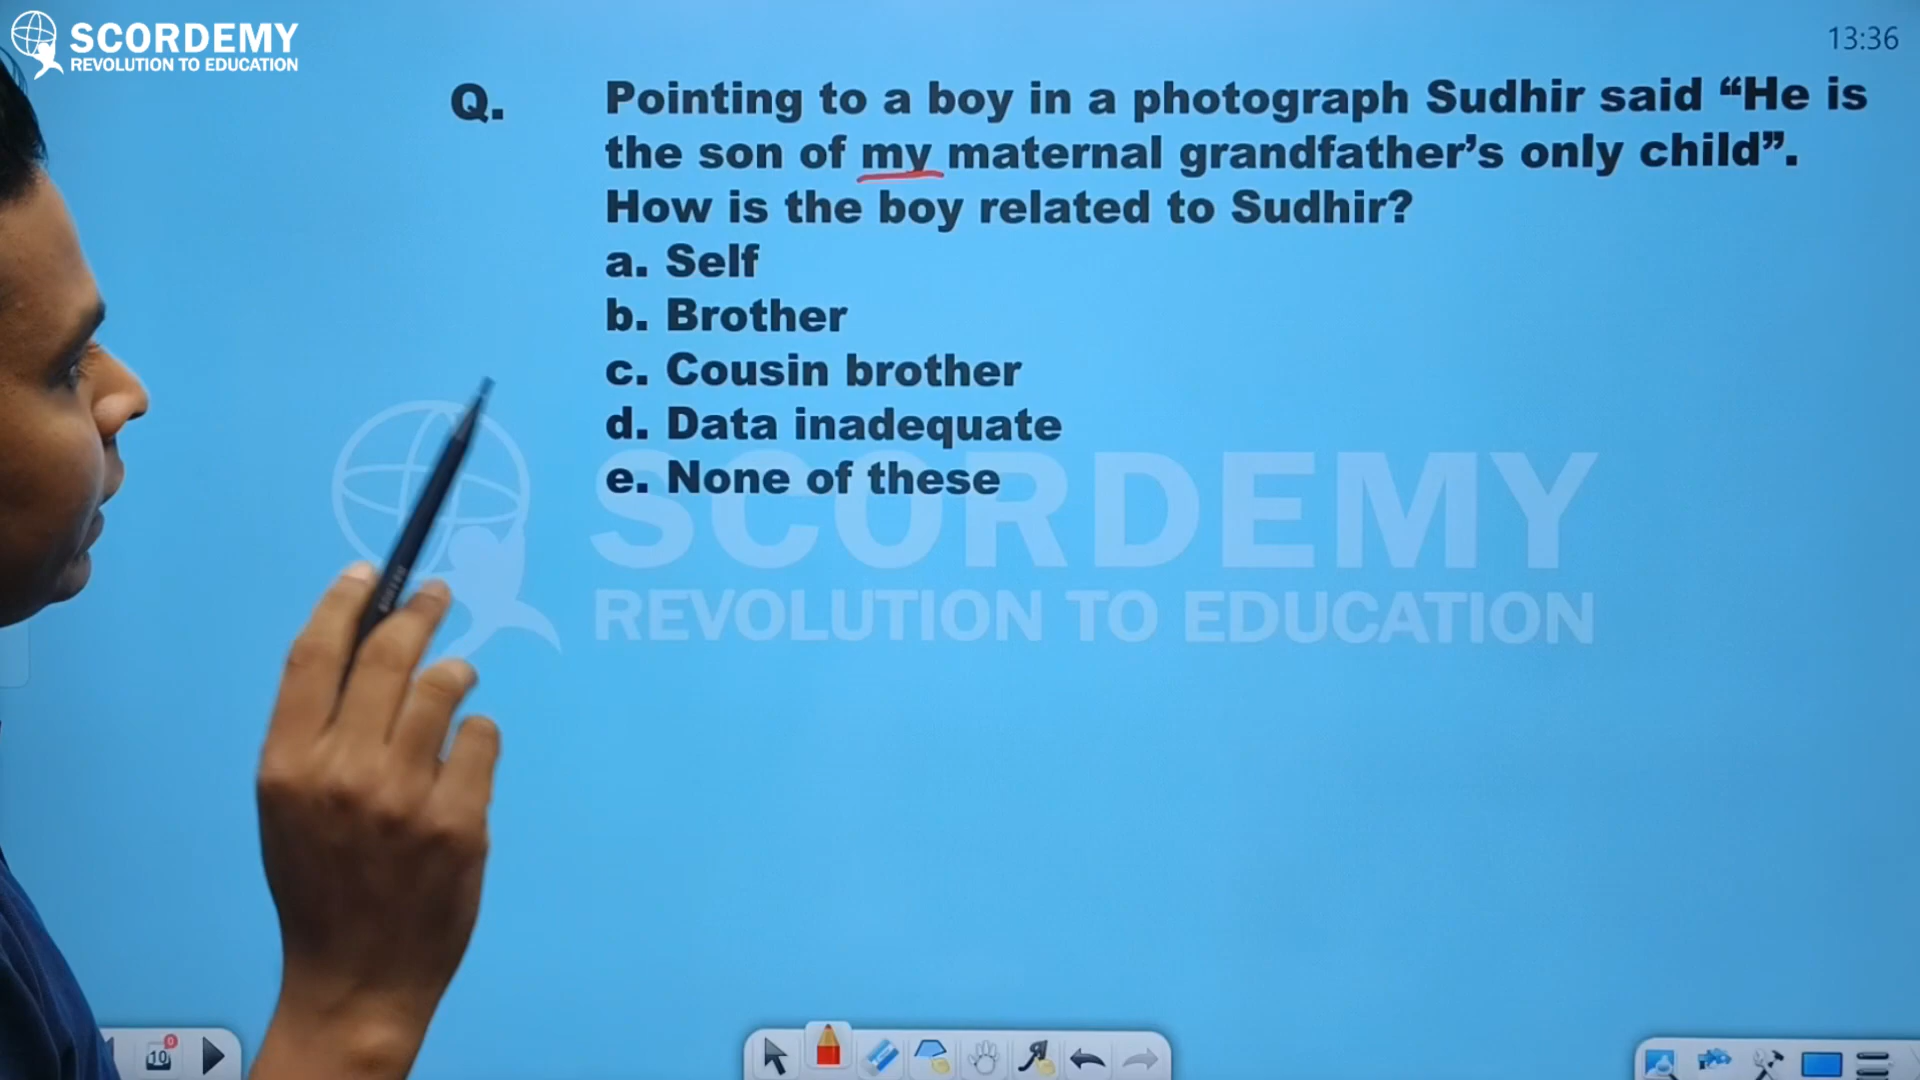 SCORDEMY
REVOLUTION TO EDUCATION
13:36
Q. Pointing to a boy in a photograph Sudhir said “He is
the son of my maternal grandfather’s only child”.
How is the boy related to Sudhir?
a. Self
b. Brother
c. Cousin brother
d. Data inadequate
e. None of these
SCORDEMY
REVOLUTION TO EDUCATION
10
0